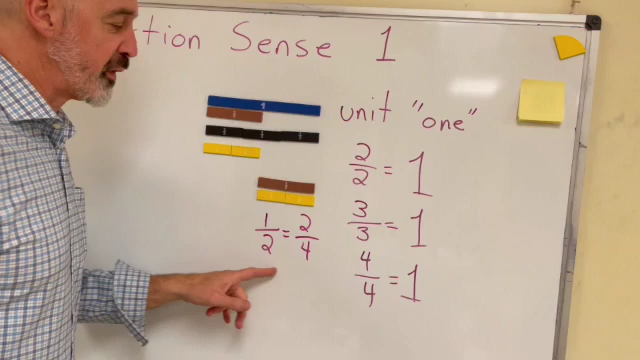 tion Sense 1
unit "one"
2/2 = 1
3/3 = 1
1/2 = 2/4
4/4 = 1